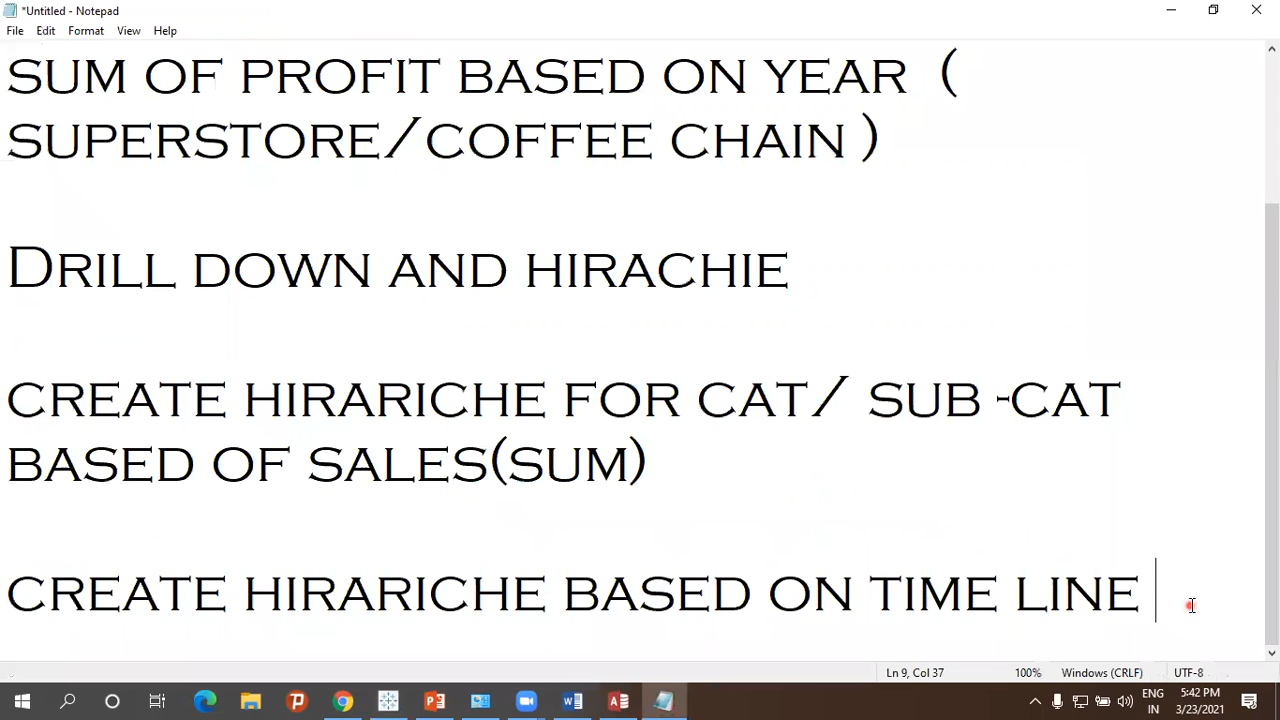 *Untitled - Notepad
File Edit Format View Help
SUM OF PROFIT BASED ON YEAR (
SUPERSTORE/COFFEE CHAIN )
DRILL DOWN AND HIRACHIE
CREATE HIRARICHE FOR CAT/ SUB -CAT
BASED OF SALES(SUM)
CREATE HIRARICHE BASED ON TIME LINE
Ln 9, Col 37 100% Windows (CRLF) UTF-8
ENG 5:42 PM
IN 3/23/2021